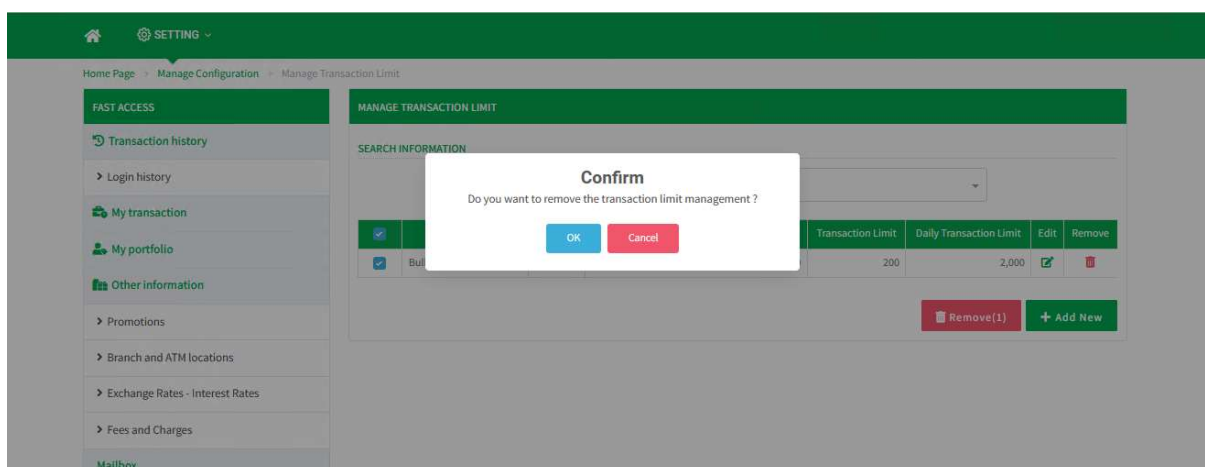 SETTING
Home Page > Manage Configuration > Manage Transaction Limit
FAST ACCESS
Transaction history
Login history
My transaction
My portfolio
Other information
Promotions
Branch and ATM locations
Exchange Rates - Interest Rates
Fees and Charges
Mailbox
MANAGE TRANSACTION LIMIT
SEARCH INFORMATION
Confirm
Do you want to remove the transaction limit management ?
OK Cancel
Transaction Limit Daily Transaction Limit Edit Remove
200 2,000
Remove(1) + Add New